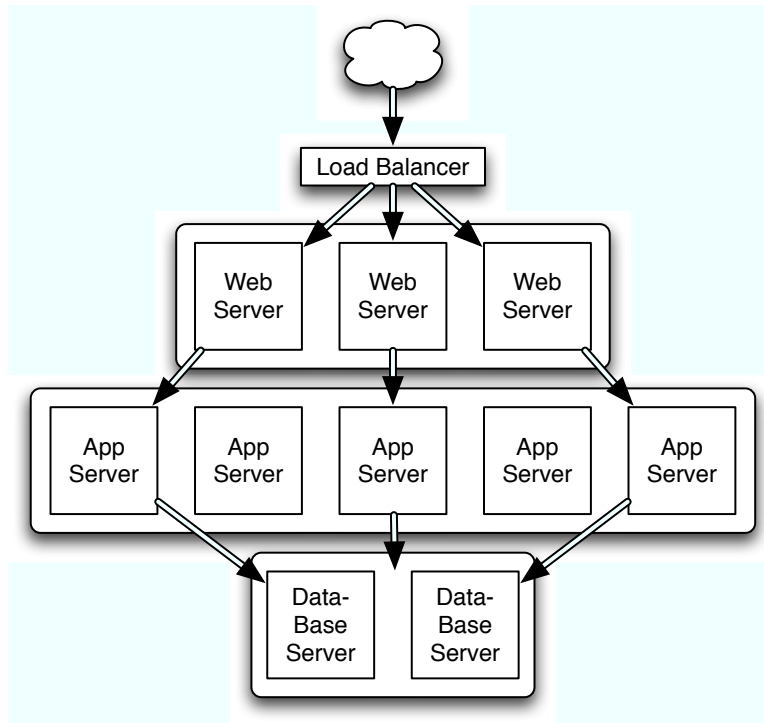 Load Balancer
Web
Server
Web
Server
Web
Server
App
Server
App
Server
App
Server
App
Server
App
Server
Data-
Base
Server
Data-
Base
Server